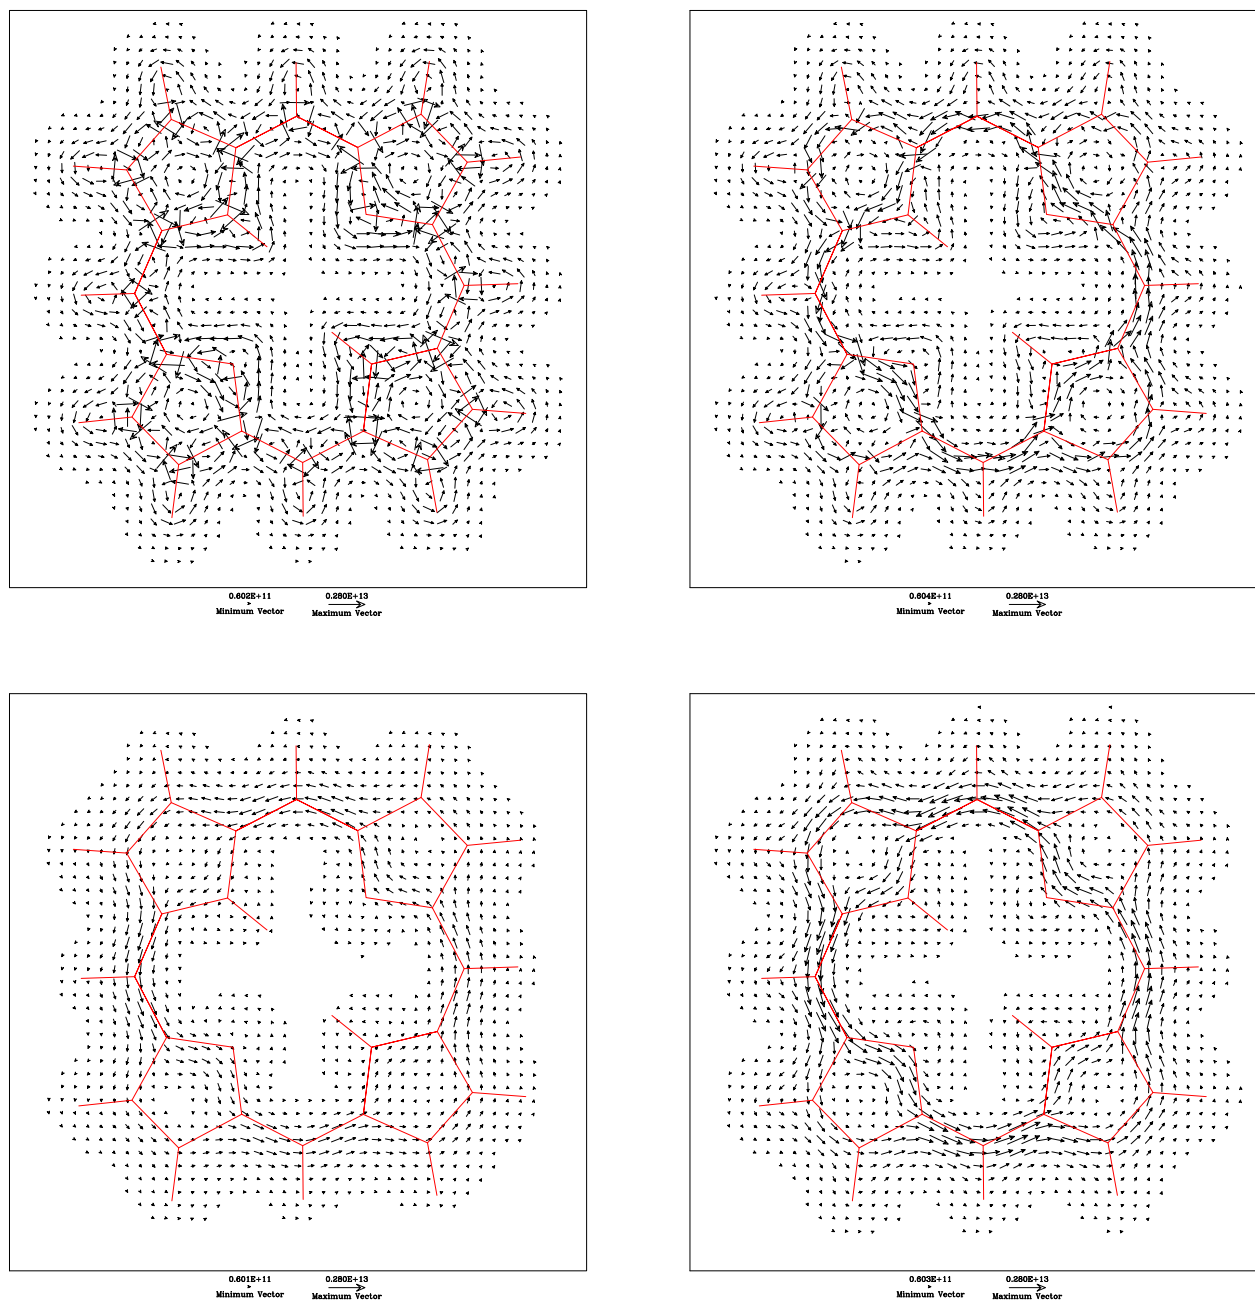 0.602E+11 0.280E+13
Minimum Vector Maximum Vector
0.604E+11 0.280E+13
Minimum Vector Maximum Vector
0.601E+11 0.280E+13
Minimum Vector Maximum Vector
0.603E+11 0.280E+13
Minimum Vector Maximum Vector